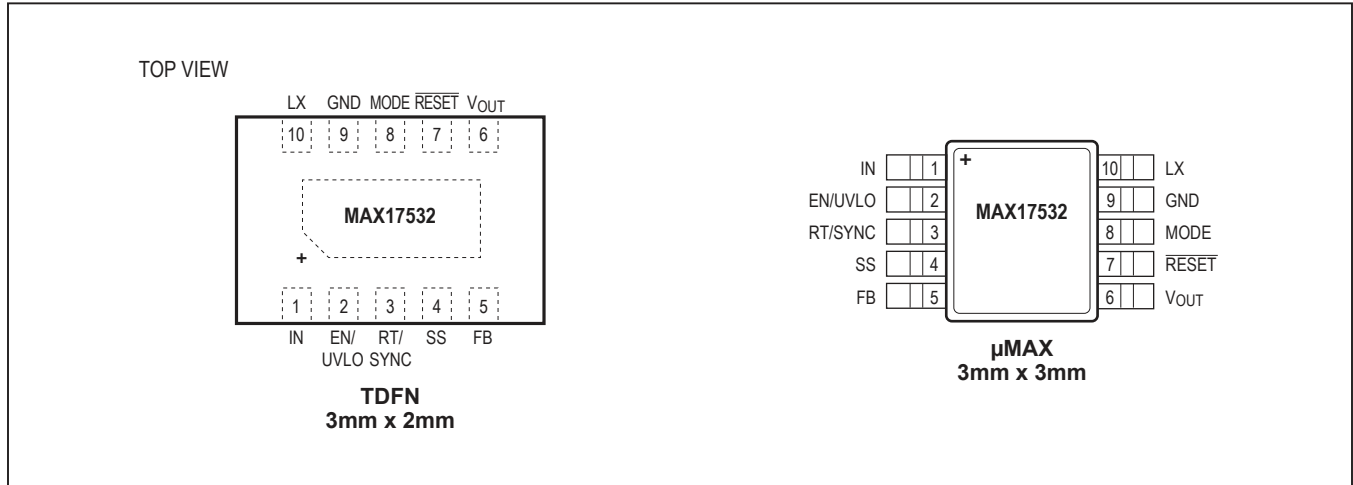 TOP VIEW
LX GND MODE RESET VOUT
10 9 8 7 6
MAX17532
+
1 2 3 4 5
IN EN/ RT/ SS FB
UVLO SYNC
TDFN
3mm x 2mm
IN 1 + 10 LX
EN/UVLO 2 MAX17532 9 GND
RT/SYNC 3 8 MODE
SS 4 7 RESET
FB 5 6 VOUT
µMAX
3mm x 3mm